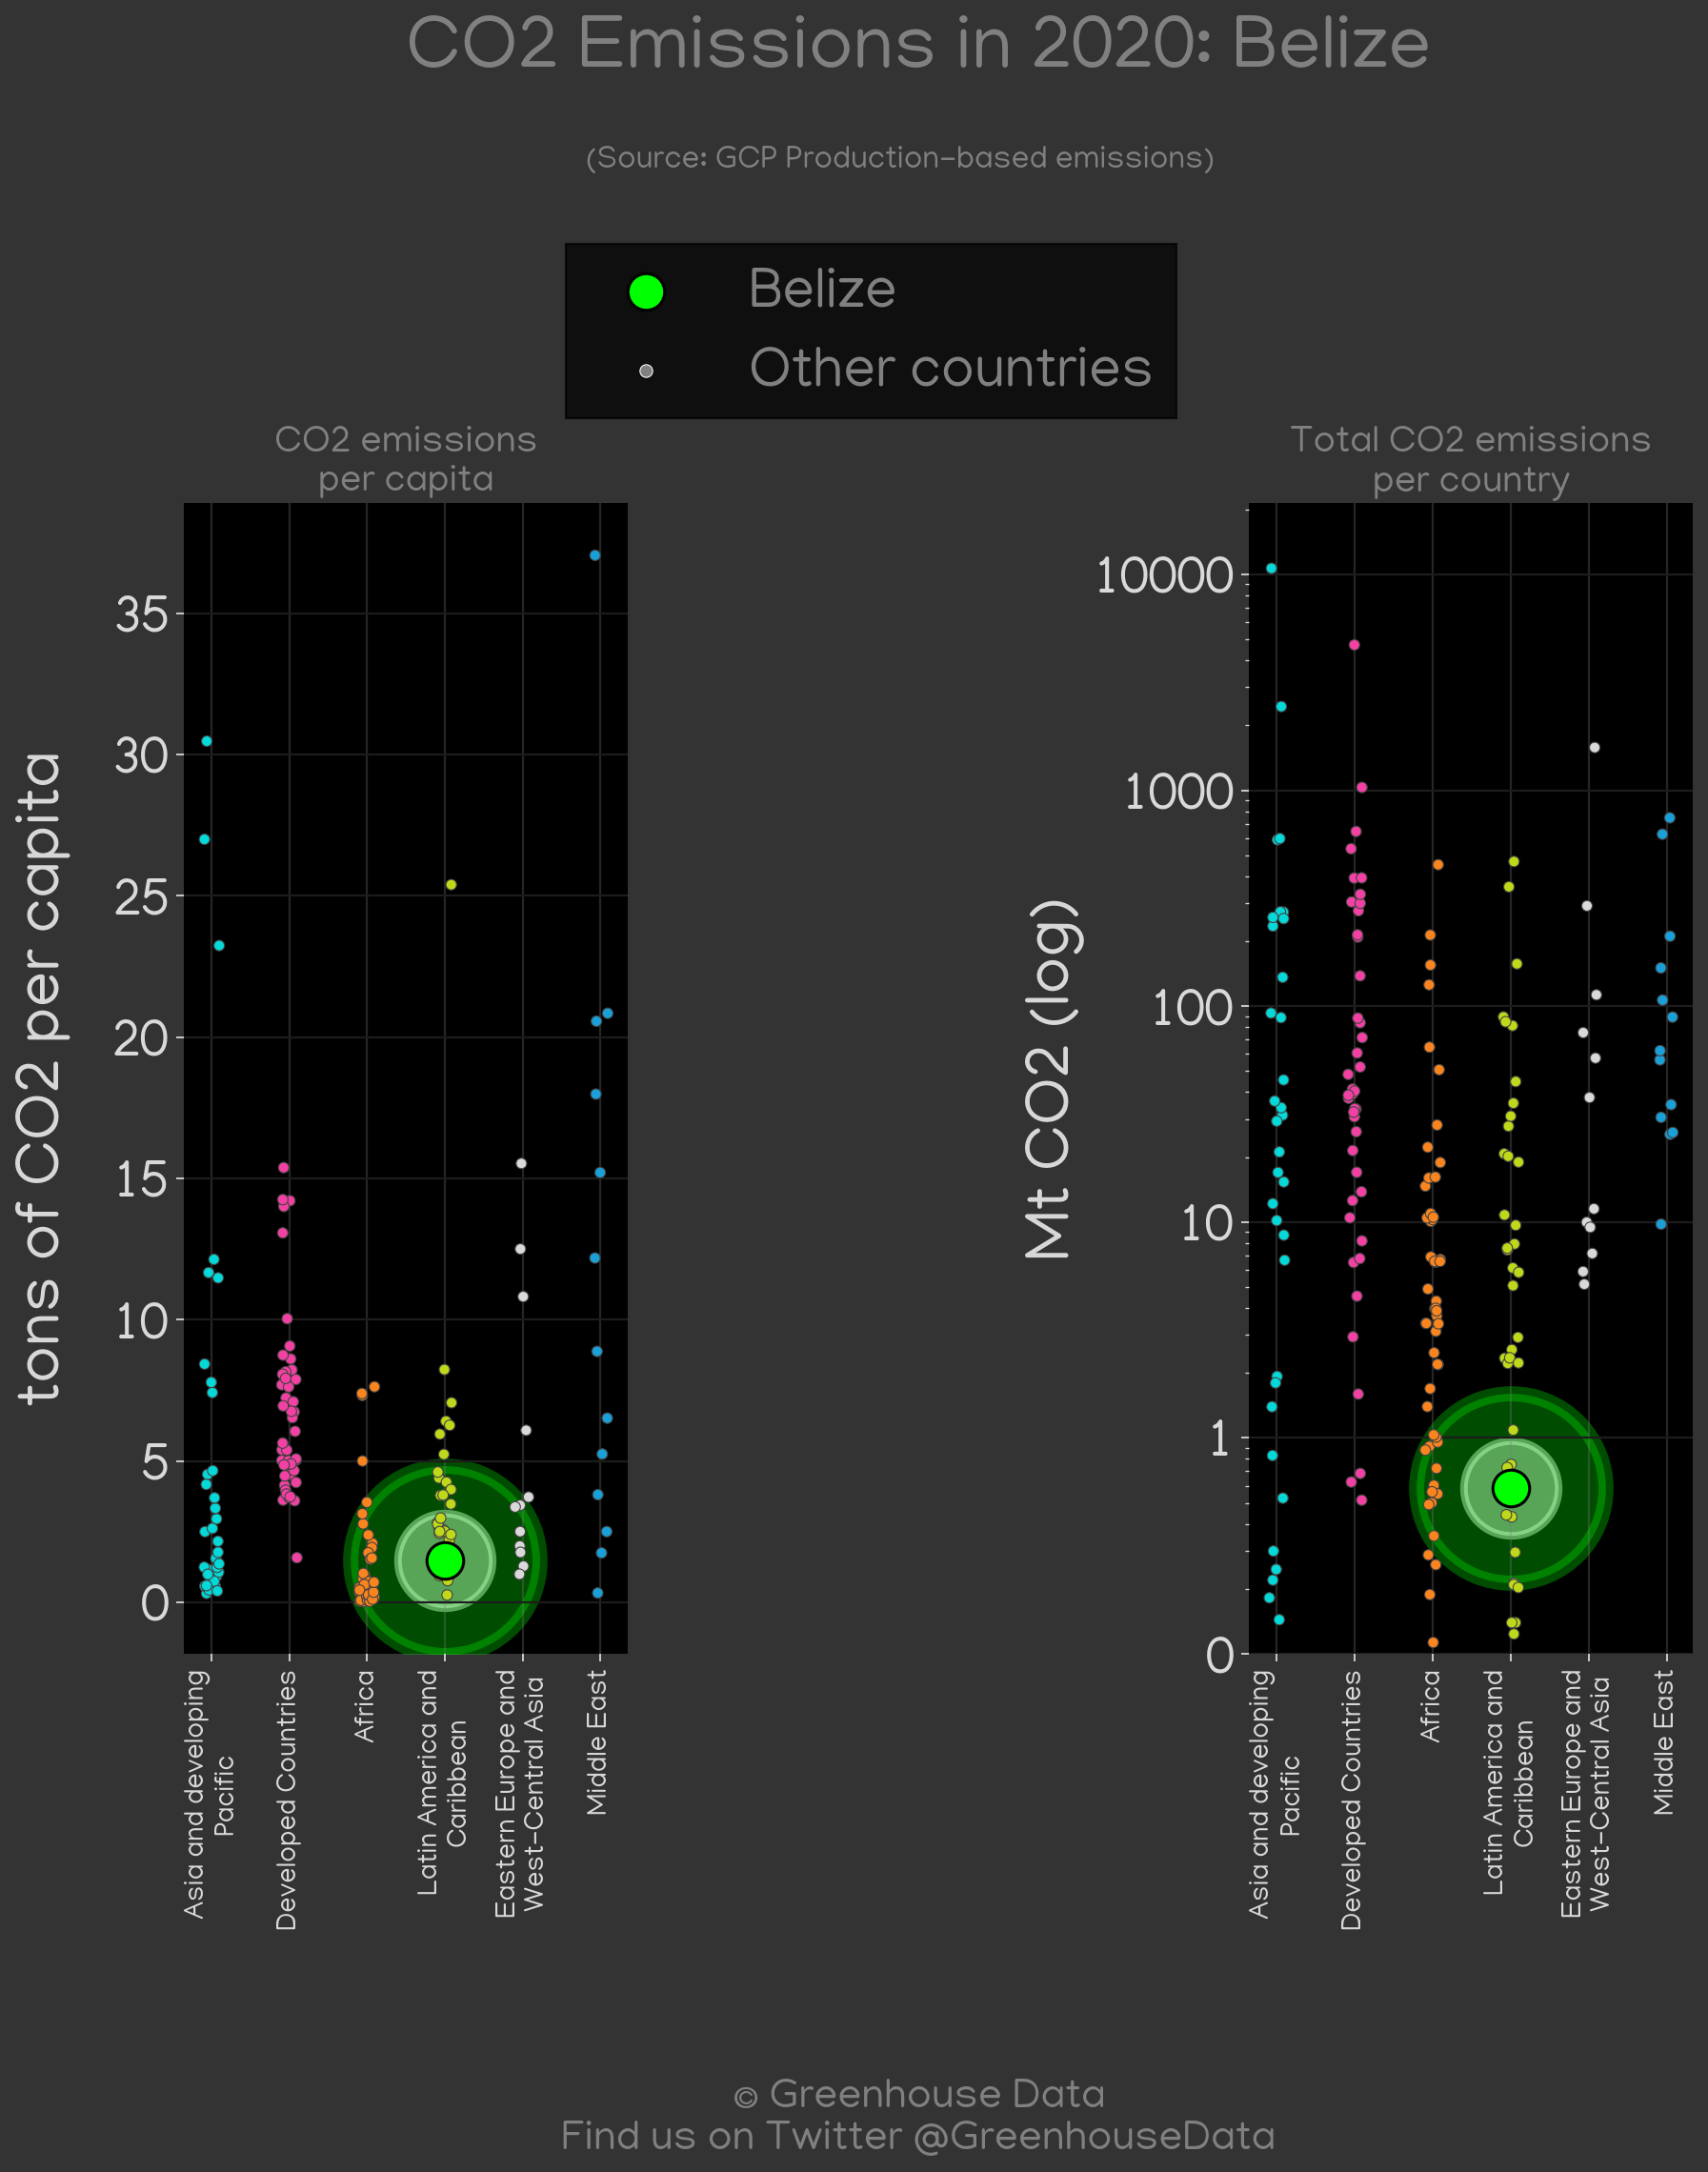 CO2 Emissions in 2020: Belize
(Source: GCP Production-based emissions)
Belize
Other countries
CO2 emissions
per capita
tons of CO2 per capita
35
30
25
20
15
10
5
0
Asia and developing
Pacific
Developed Countries
Africa
Latin America and
Caribbean
Eastern Europe and
West-Central Asia
Middle East
Total CO2 emissions
per country
Mt CO2 (log)
10000
1000
100
10
1
0
Asia and developing
Pacific
Developed Countries
Africa
Latin America and
Caribbean
Eastern Europe and
West-Central Asia
Middle East
© Greenhouse Data
Find us on Twitter @GreenhouseData